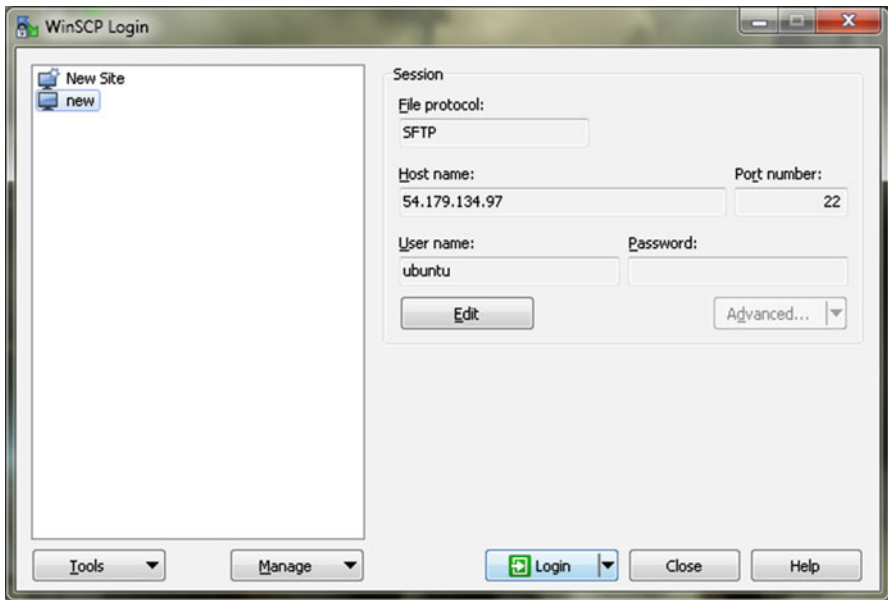 WinSCP Login
New Site
new
Session
File protocol:
SFTP
Host name:
Port number:
54.179.134.97
22
User name:
Password:
ubuntu
Edit
Advanced...
Tools
Manage
Login
Close
Help